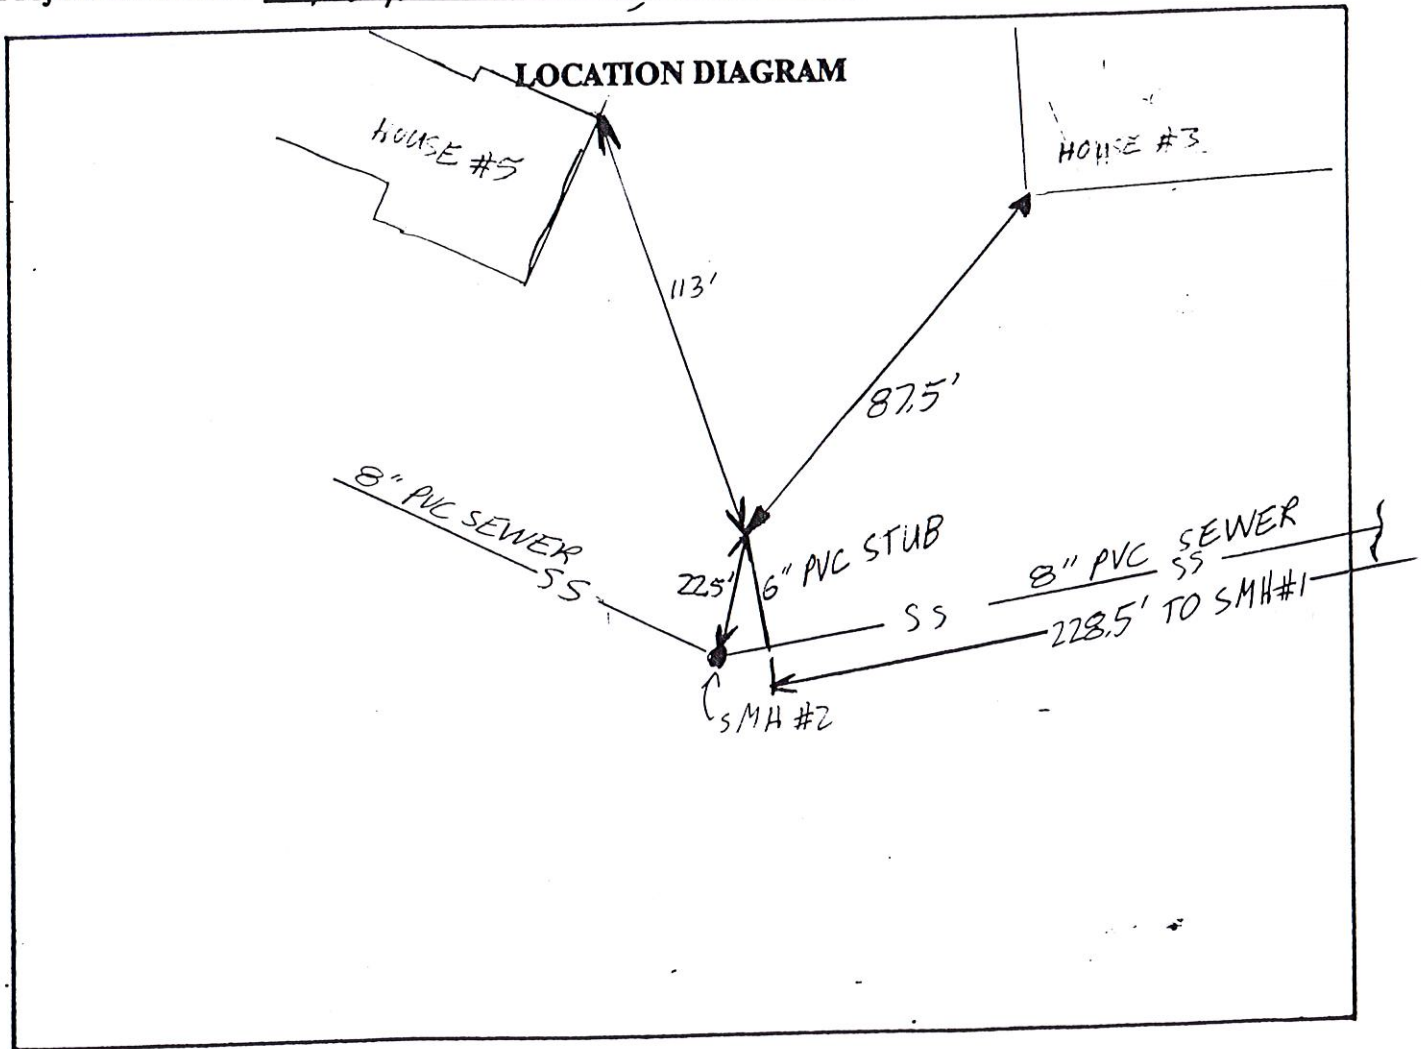 LOCATION DIAGRAM
HOUSE #5
HOUSE #3
113'
87.5'
8" PVC SEWER
SS
22.5'
6" PVC STUB
SS
8" PVC SEWER
SS
228.5' TO SMH#1
SMH #2